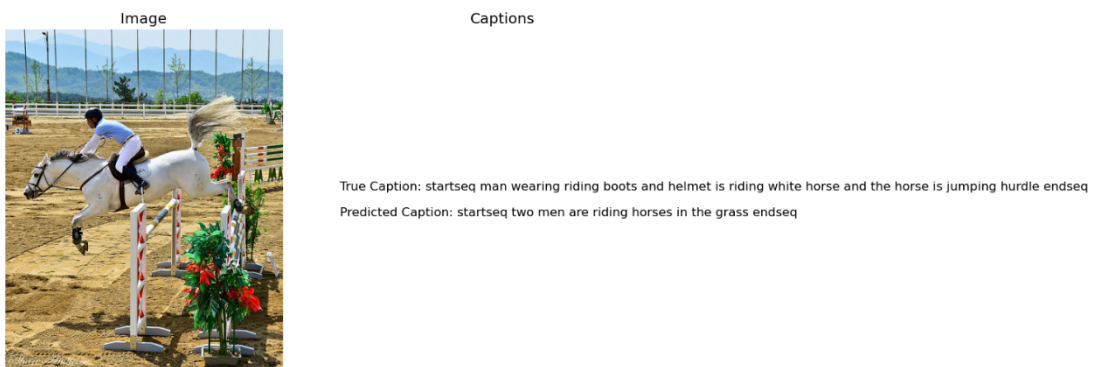 Image
Captions
True Caption: startseq man wearing riding boots and helmet is riding white horse and the horse is jumping hurdle endseq
Predicted Caption: startseq two men are riding horses in the grass endseq